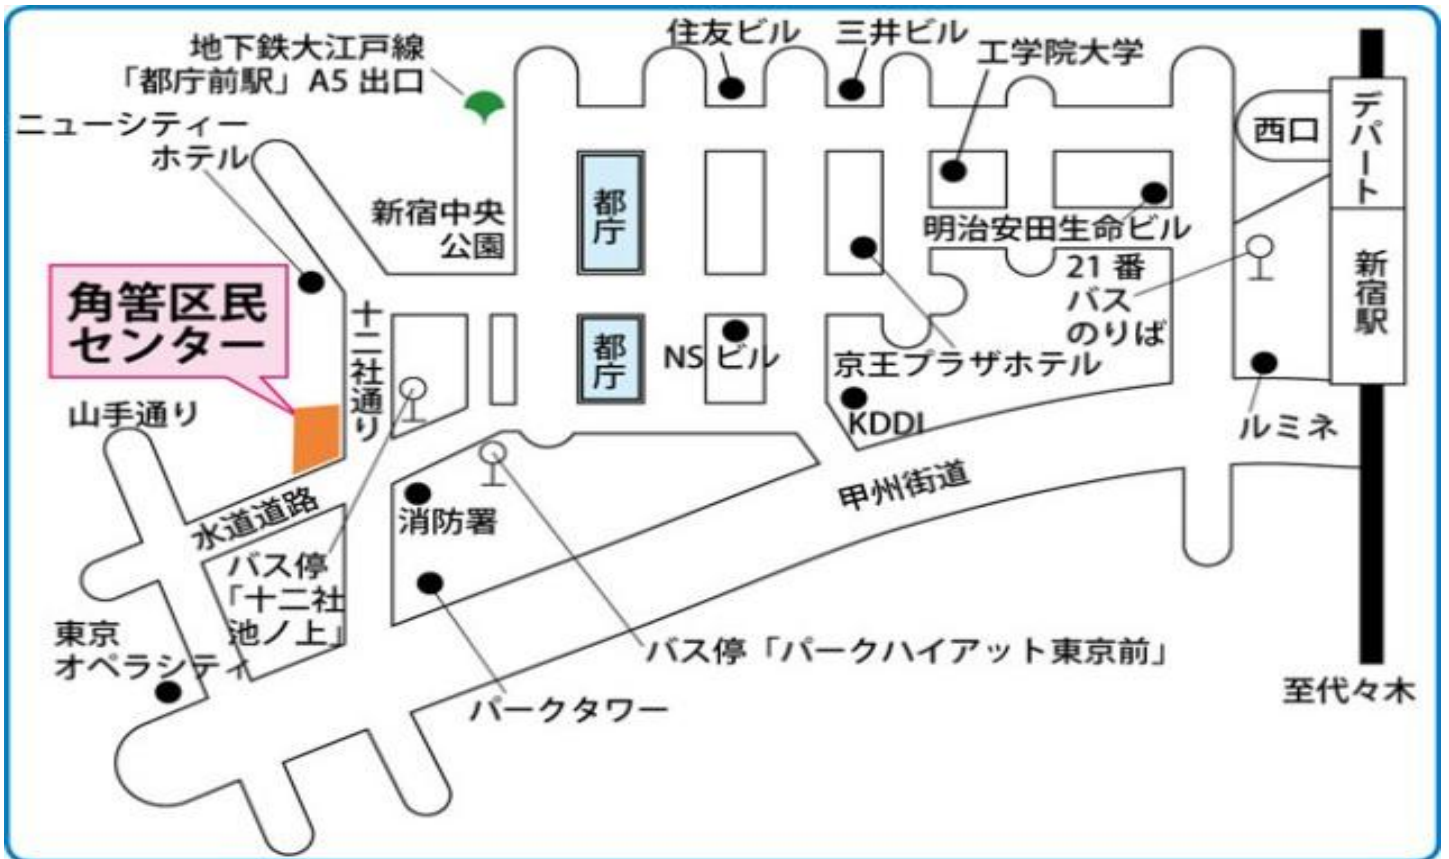 地下鉄大江戸線
「都庁前駅」A5 出口
住友ビル
三井ビル
工学院大学
ニューシティー
ホテル
西口
デパート
新宿中央
公園
都庁
明治安田生命ビル
21 番
バス
のりば
新宿駅
角筈区民
センター
十二社通り
都庁
NS ビル
京王プラザホテル
KDDI
ルミネ
山手通り
甲州街道
水道道路
消防署
バス停
「十二社
池ノ上」
東京
オペラシティ
バス停「パークハイアット東京前」
パークタワー
至代々木